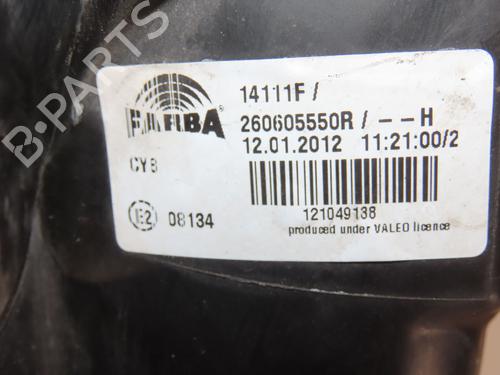 14111F /
FARBA
260605550R / - - H
12.01.2012 11:21:00/2
CY8
E2 08134
121049138
produced under VALEO licence
B-PARTS